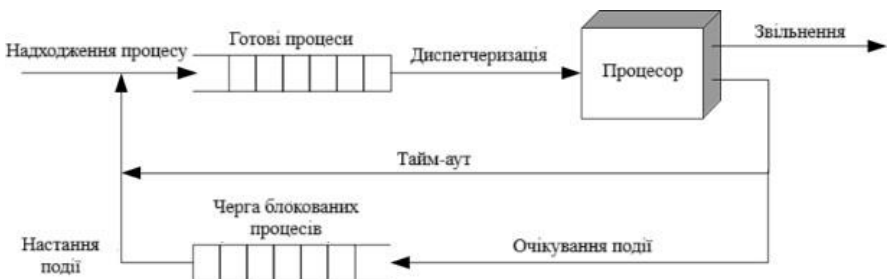 Надходження процесу
Готові процеси
Диспетчеризація
Процесор
Звільнення
Тайм-аут
Черга блокованих
процесів
Настання
події
Очікування події